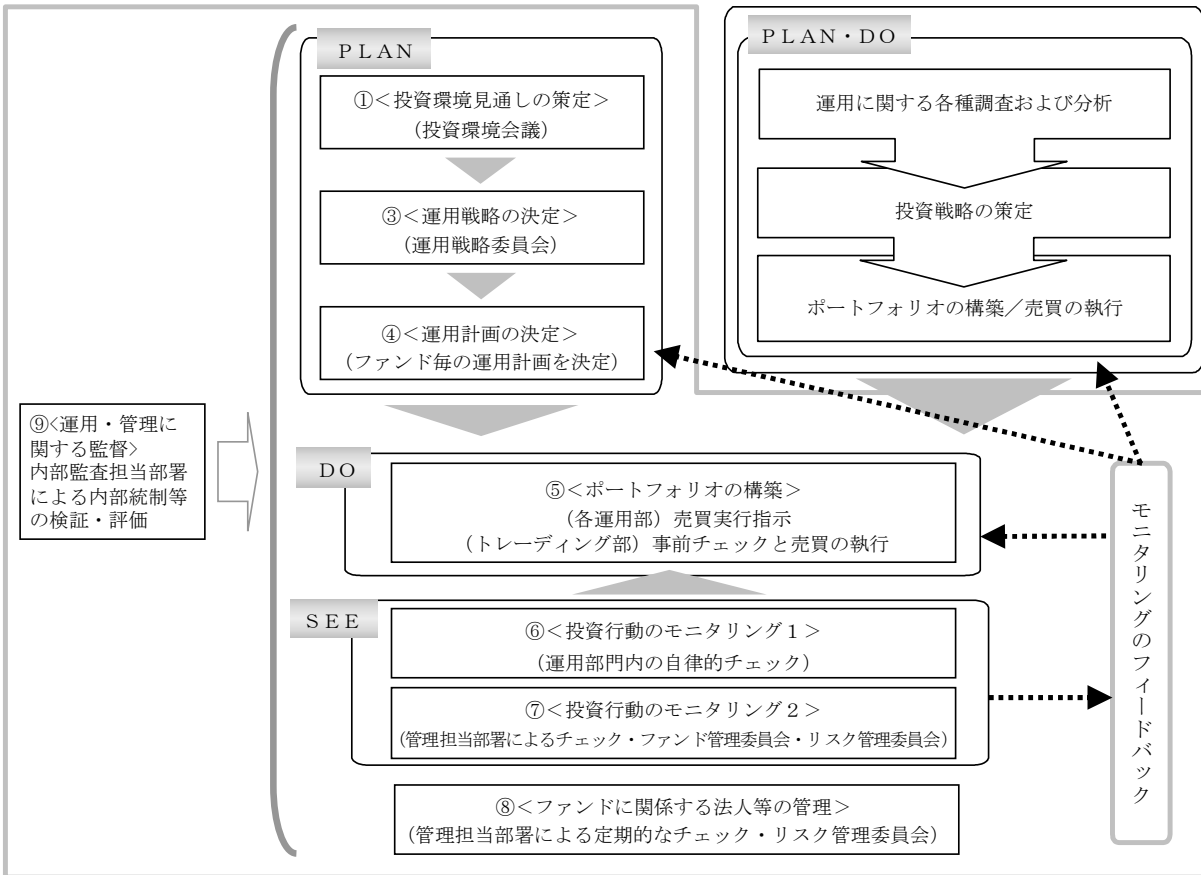 ＰＬＡＮ
①＜投資環境見通しの策定＞
（投資環境会議）
③＜運用戦略の決定＞
（運用戦略委員会）
④＜運用計画の決定＞
（ファンド毎の運用計画を決定）
ＰＬＡＮ・ＤＯ
運用に関する各種調査および分析
投資戦略の策定
ポートフォリオの構築／売買の執行
⑨<運用・管理に
関する監督>
内部監査担当部署
による内部統制等
の検証・評価
ＤＯ
⑤＜ポートフォリオの構築＞
（各運用部）売買実行指示
（トレーディング部）事前チェックと売買の執行
ＳＥＥ
⑥＜投資行動のモニタリング１＞
（運用部門内の自律的チェック）
⑦＜投資行動のモニタリング２＞
（管理担当部署によるチェック・ファンド管理委員会・リスク管理委員会）
⑧＜ファンドに関係する法人等の管理＞
（管理担当部署による定期的なチェック・リスク管理委員会）
モニタリングのフィードバック